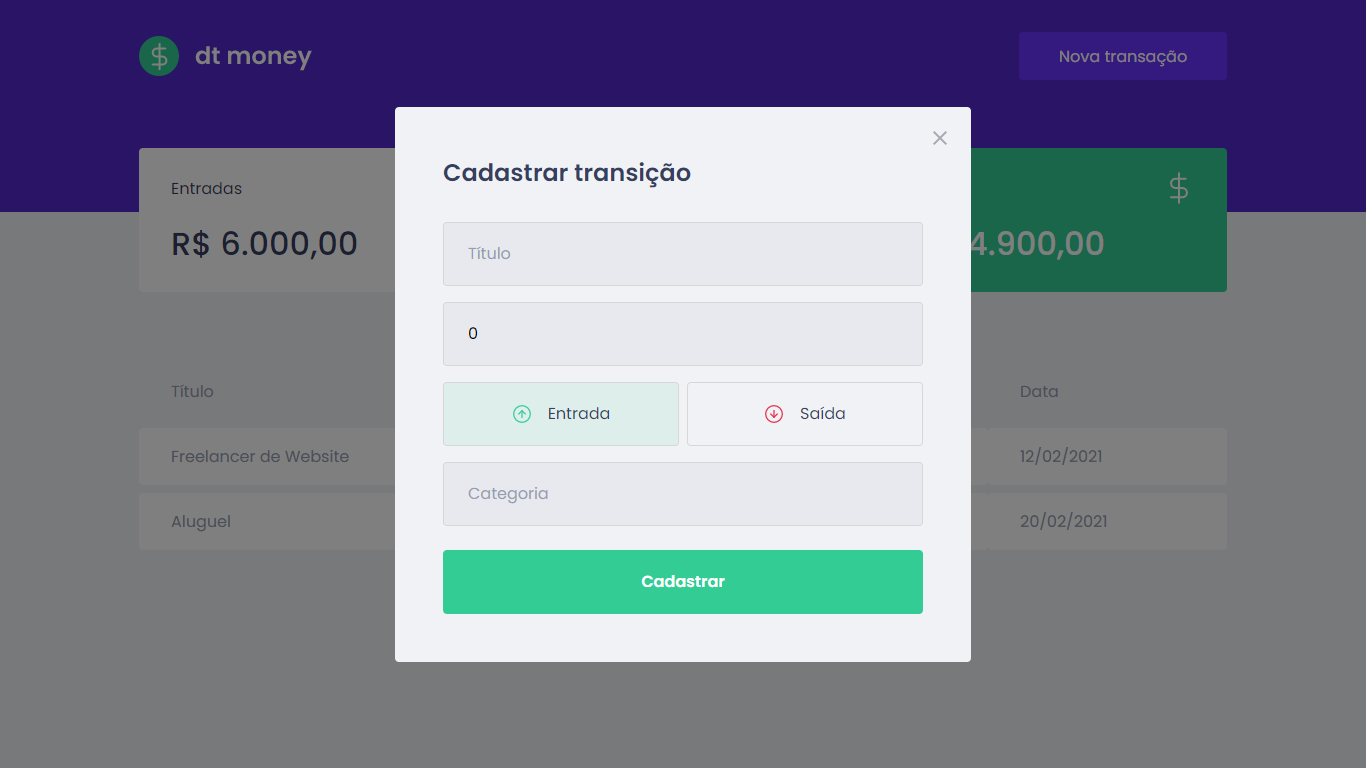 dt money
Nova transação
Cadastrar transição
Entradas
R$ 6.000,00
4.900,00
Título
0
Entrada
Saída
Categoria
Cadastrar
Título
Data
Freelancer de Website
12/02/2021
Aluguel
20/02/2021